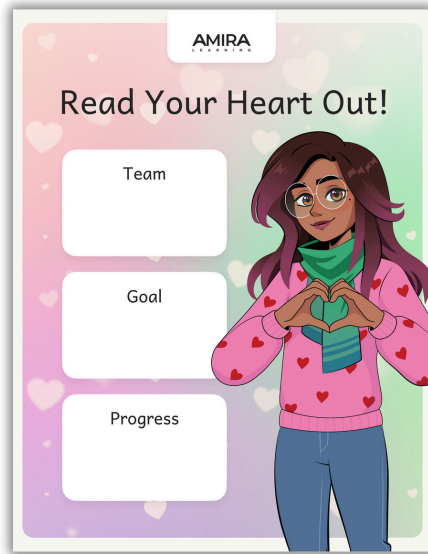 AMIRA
LEARNING
Read Your Heart Out!
Team
Goal
Progress